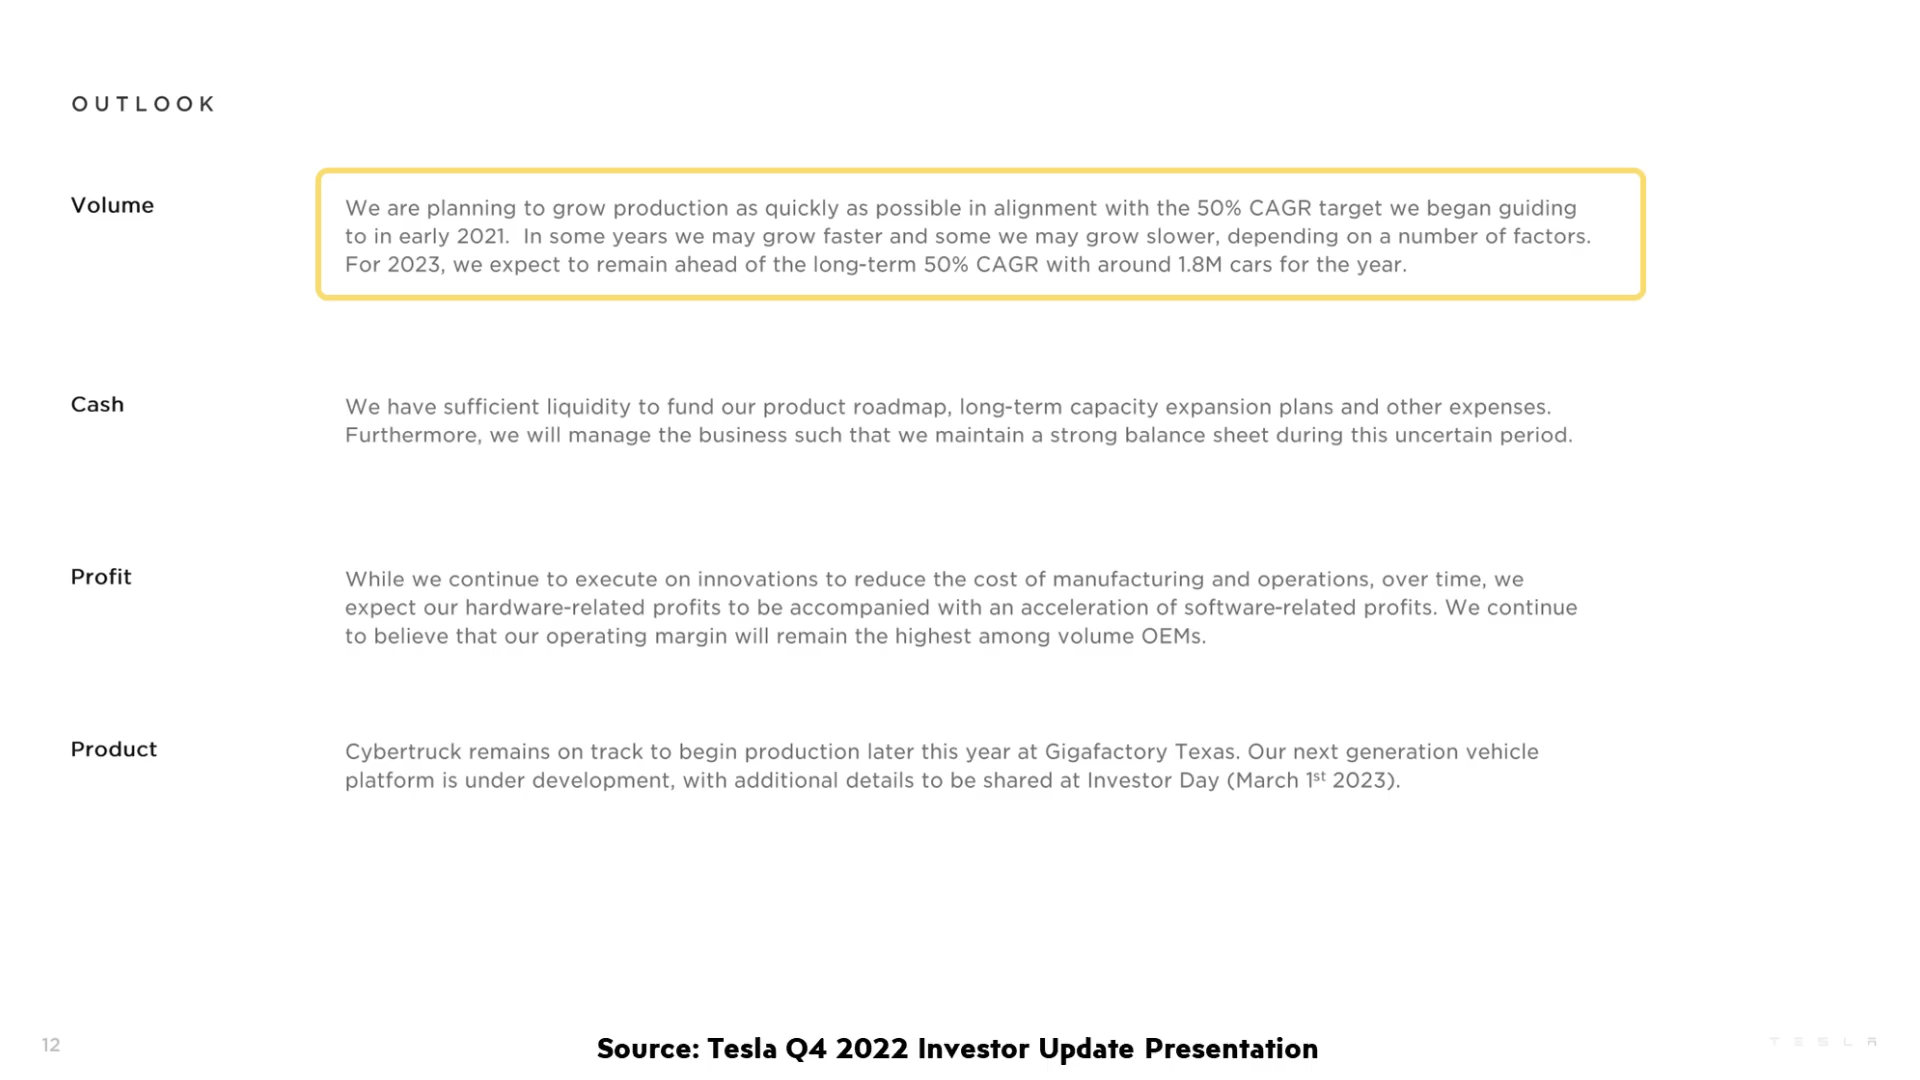 OUTLOOK
Volume
We are planning to grow production as quickly as possible in alignment with the 50% CAGR target we began guiding
to in early 2021. In some years we may grow faster and some we may grow slower, depending on a number of factors.
For 2023, we expect to remain ahead of the long-term 50% CAGR with around 1.8M cars for the year.
Cash
We have sufficient liquidity to fund our product roadmap, long-term capacity expansion plans and other expenses.
Furthermore, we will manage the business such that we maintain a strong balance sheet during this uncertain period.
Profit
While we continue to execute on innovations to reduce the cost of manufacturing and operations, over time, we
expect our hardware-related profits to be accompanied with an acceleration of software-related profits. We continue
to believe that our operating margin will remain the highest among volume OEMs.
Product
Cybertruck remains on track to begin production later this year at Gigafactory Texas. Our next generation vehicle
platform is under development, with additional details to be shared at Investor Day (March 1st 2023).
12
Source: Tesla Q4 2022 Investor Update Presentation
TESLA